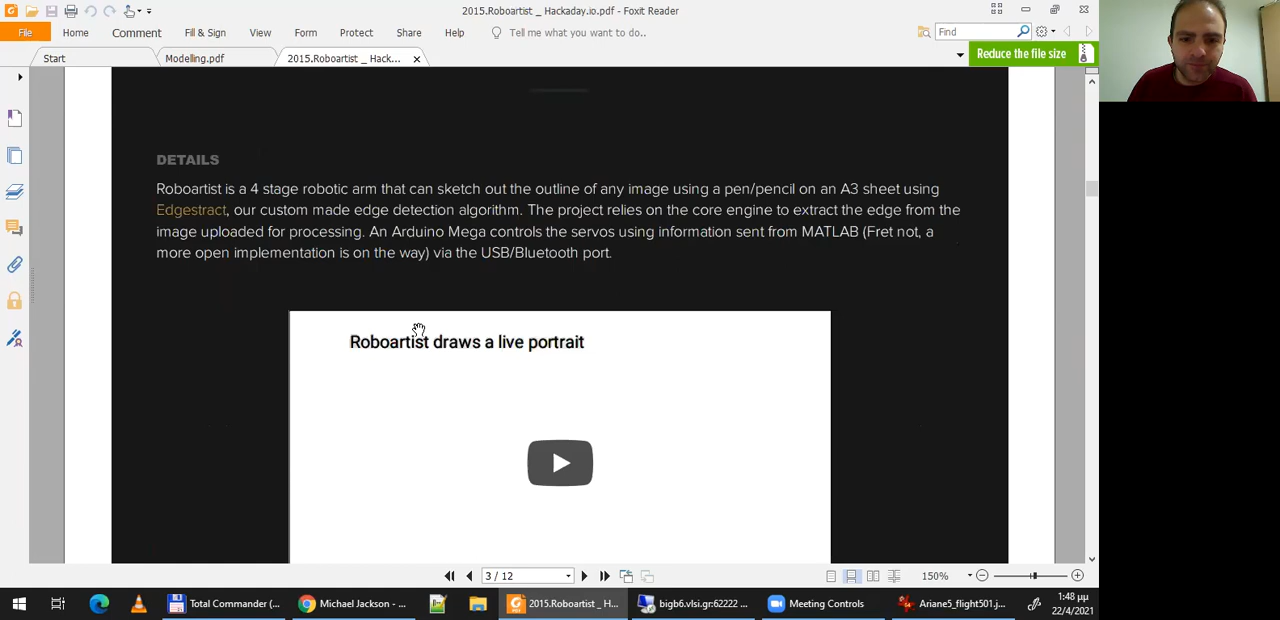 2015.Roboartist _ Hackaday.io.pdf - Foxit Reader
File
Home
Comment
Fill & Sign
View
Form
Protect
Share
Help
Tell me what you want to do..
Find
Start
Modelling.pdf
2015.Roboartist _ Hack...
Reduce the file size
DETAILS
Roboartist is a 4 stage robotic arm that can sketch out the outline of any image using a pen/pencil on an A3 sheet using
Edgestract, our custom made edge detection algorithm. The project relies on the core engine to extract the edge from the
image uploaded for processing. An Arduino Mega controls the servos using information sent from MATLAB (Fret not, a
more open implementation is on the way) via the USB/Bluetooth port.
Roboartist draws a live portrait
3 / 12
150%
Total Commander (...
Michael Jackson - ...
2015.Roboartist _ H...
bigb6.vlsi.gr:62222 ...
Meeting Controls
Ariane5_flight501.j...
1:48 μμ
22/4/2021